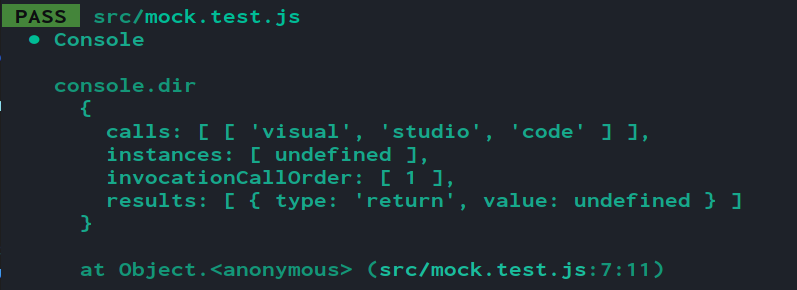 PASS src/mock.test.js
● Console
console.dir
{
calls: [ [ 'visual', 'studio', 'code' ] ],
instances: [ undefined ],
invocationCallOrder: [ 1 ],
results: [ { type: 'return', value: undefined } ]
}
at Object.<anonymous> (src/mock.test.js:7:11)